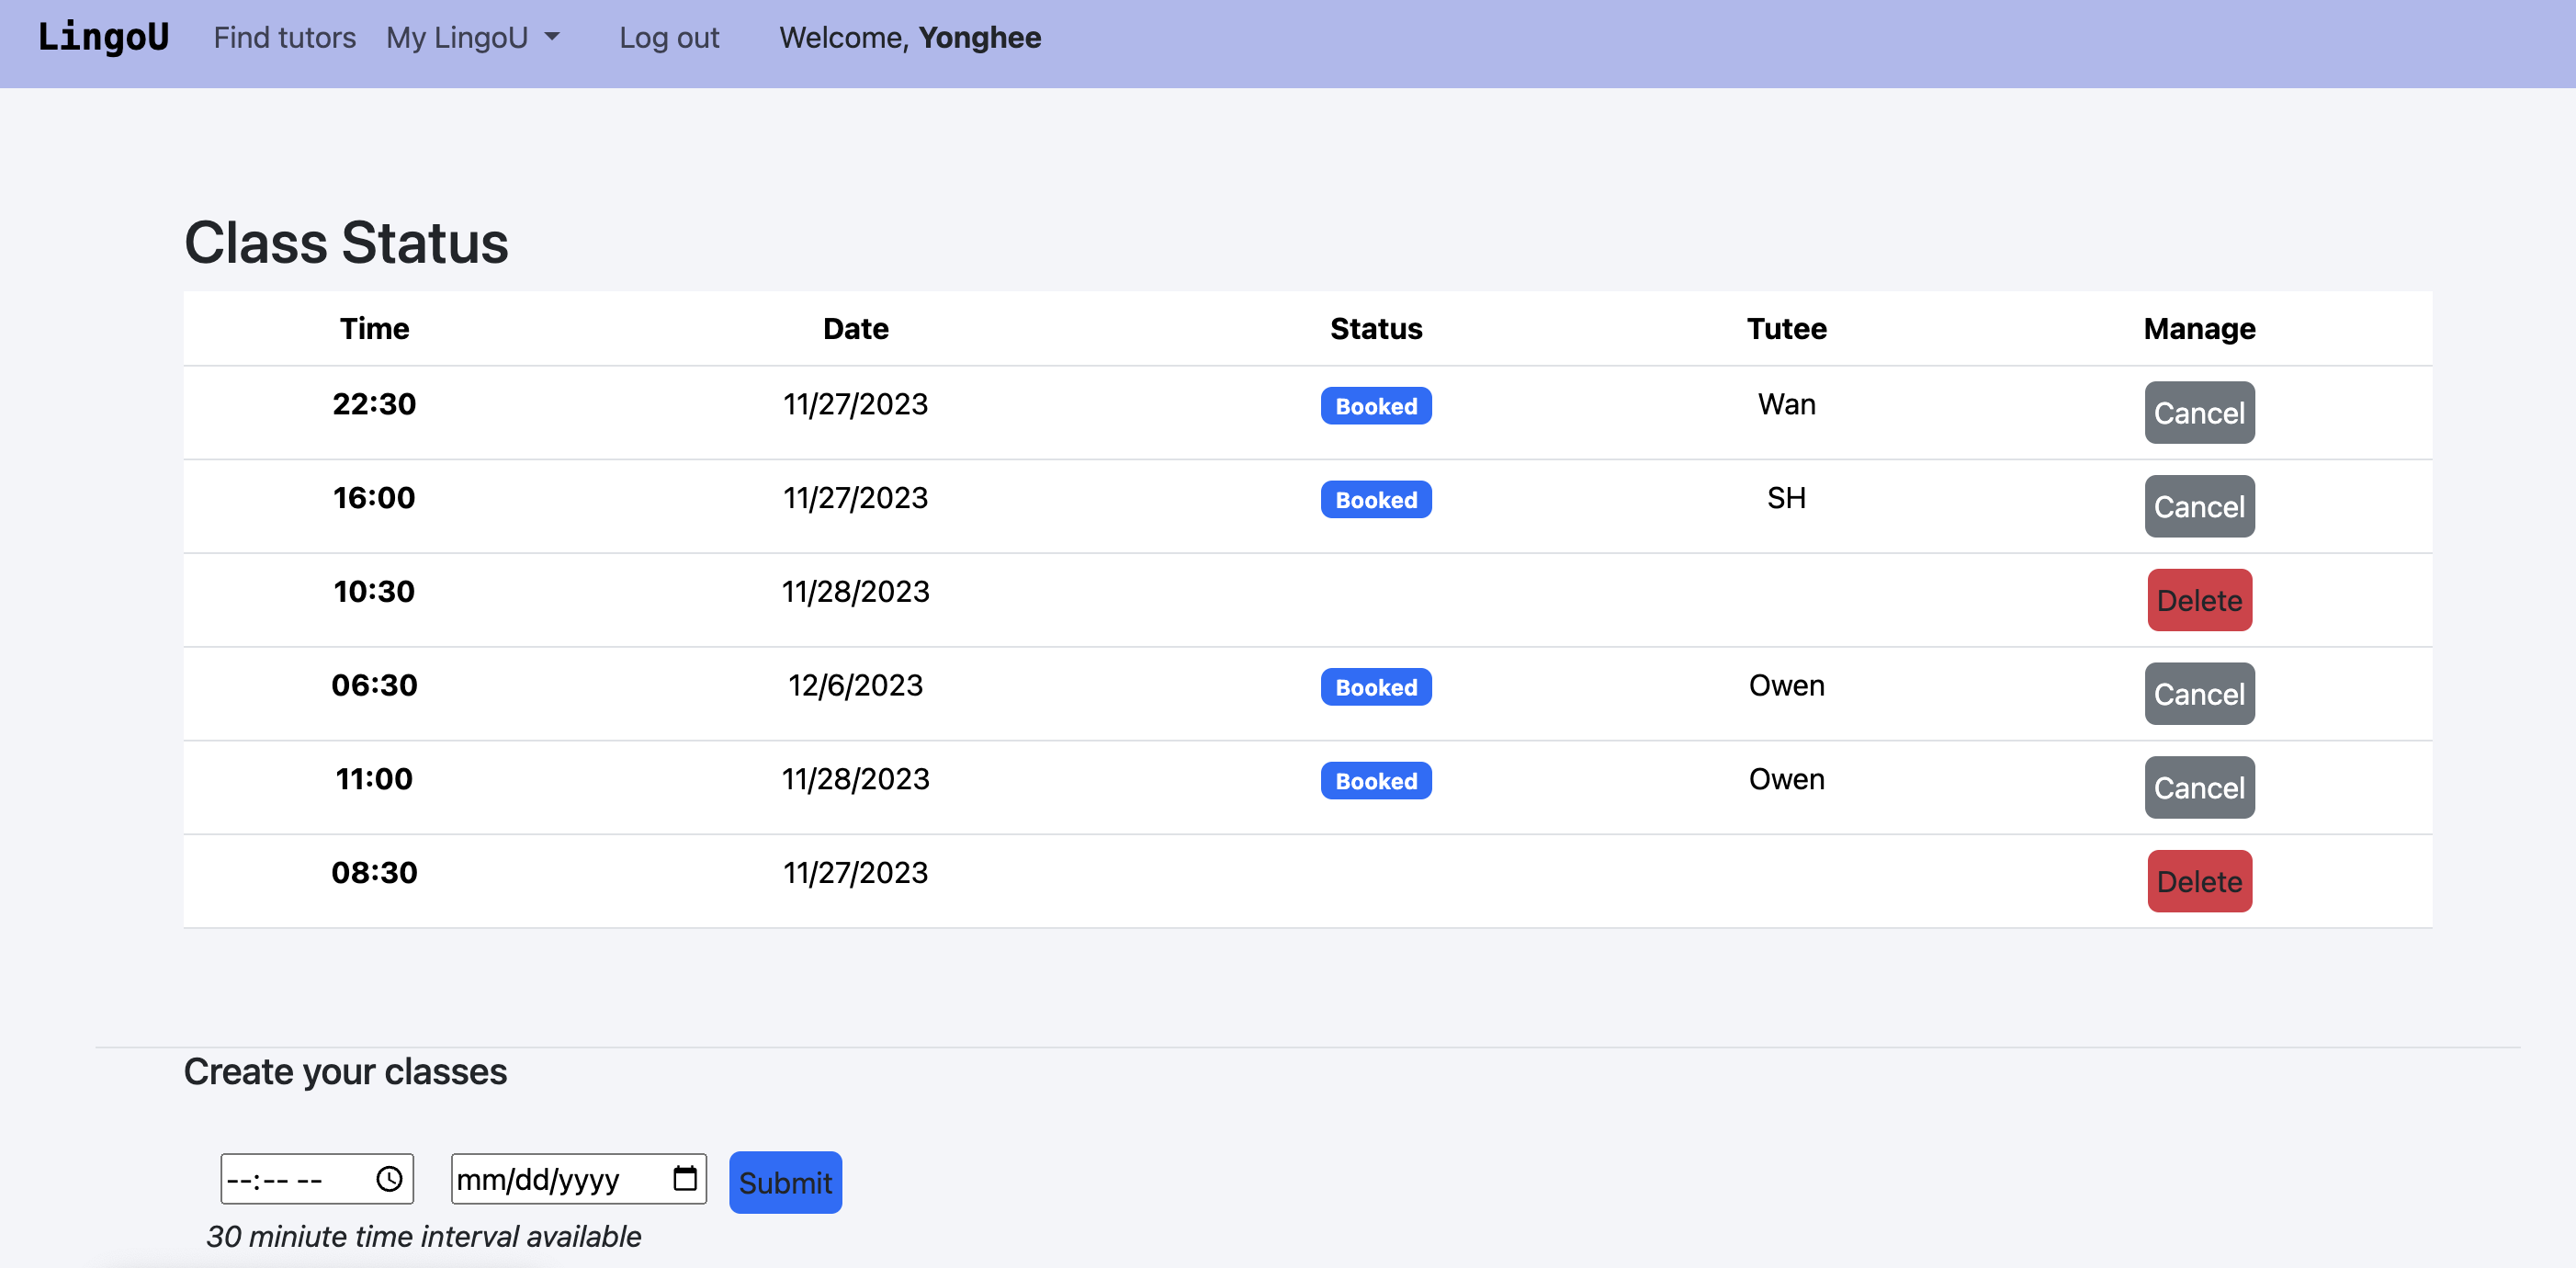 LingoU Find tutors My LingoU Log out Welcome, Yonghee
Class Status
Time Date Status Tutee Manage
22:30 11/27/2023 Booked Wan Cancel
16:00 11/27/2023 Booked SH Cancel
10:30 11/28/2023 Delete
06:30 12/6/2023 Booked Owen Cancel
11:00 11/28/2023 Booked Owen Cancel
08:30 11/27/2023 Delete
Create your classes
--:-- -- mm/dd/yyyy Submit
30 miniute time interval available